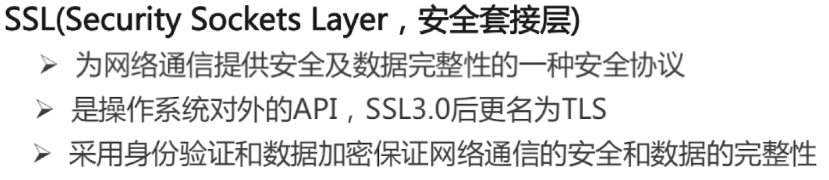 SSL(Security Sockets Layer，安全套接层)
➢ 为网络通信提供安全及数据完整性的一种安全协议
➢ 是操作系统对外的API，SSL3.0后更名为TLS
➢ 采用身份验证和数据加密保证网络通信的安全和数据的完整性